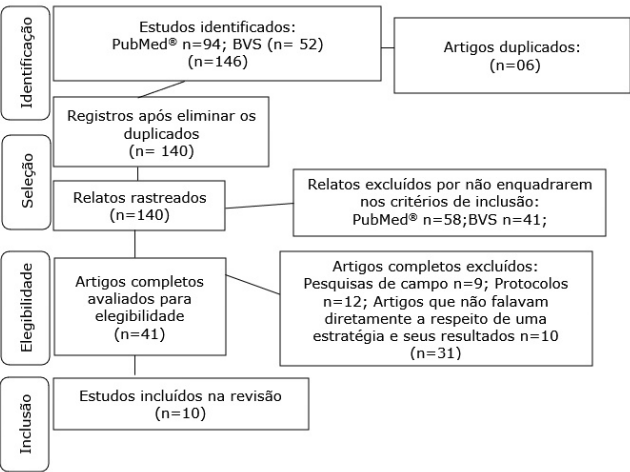 Identificação
Estudos identificados:
PubMed® n=94; BVS (n= 52)
(n=146)
Artigos duplicados:
(n=06)
Registros após eliminar os
duplicados
(n= 140)
Seleção
Relatos rastreados
(n=140)
Relatos excluídos por não enquadrarem
nos critérios de inclusão:
PubMed® n=58;BVS n=41;
Elegibilidade
Artigos completos
avaliados para
elegibilidade
(n=41)
Artigos completos excluídos:
Pesquisas de campo n=9; Protocolos
n=12; Artigos que não falavam
diretamente a respeito de uma
estratégia e seus resultados n=10
(n=31)
Inclusão
Estudos incluídos na revisão
(n=10)